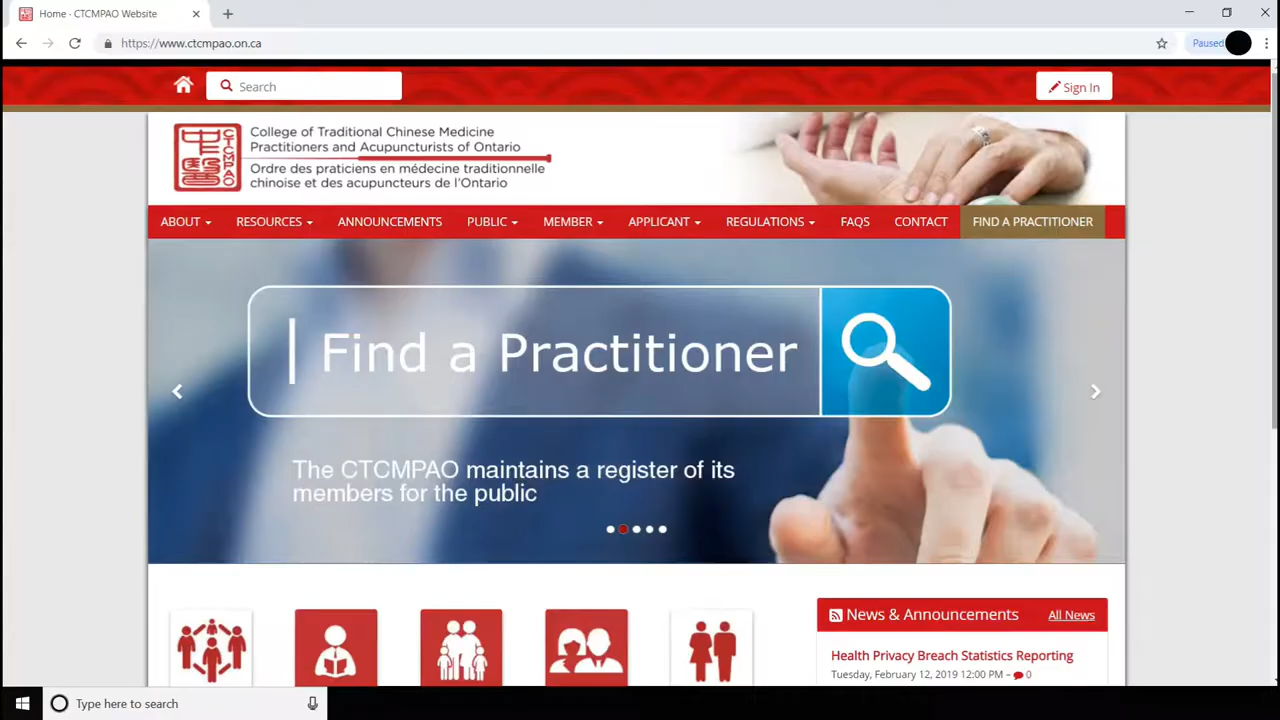 Home - CTCMPAO Website
https://www.ctcmpao.on.ca
Paused
Search
Sign In
CTCMPAO
College of Traditional Chinese Medicine
Practitioners and Acupuncturists of Ontario
Ordre des praticiens en médecine traditionnelle
chinoise et des acupuncteurs de l'Ontario
ABOUT RESOURCES ANNOUNCEMENTS PUBLIC MEMBER APPLICANT REGULATIONS FAQS CONTACT FIND A PRACTITIONER
Find a Practitioner
The CTCMPAO maintains a register of its
members for the public
News & Announcements All News
Health Privacy Breach Statistics Reporting
Tuesday, February 12, 2019 12:00 PM – 0
Type here to search